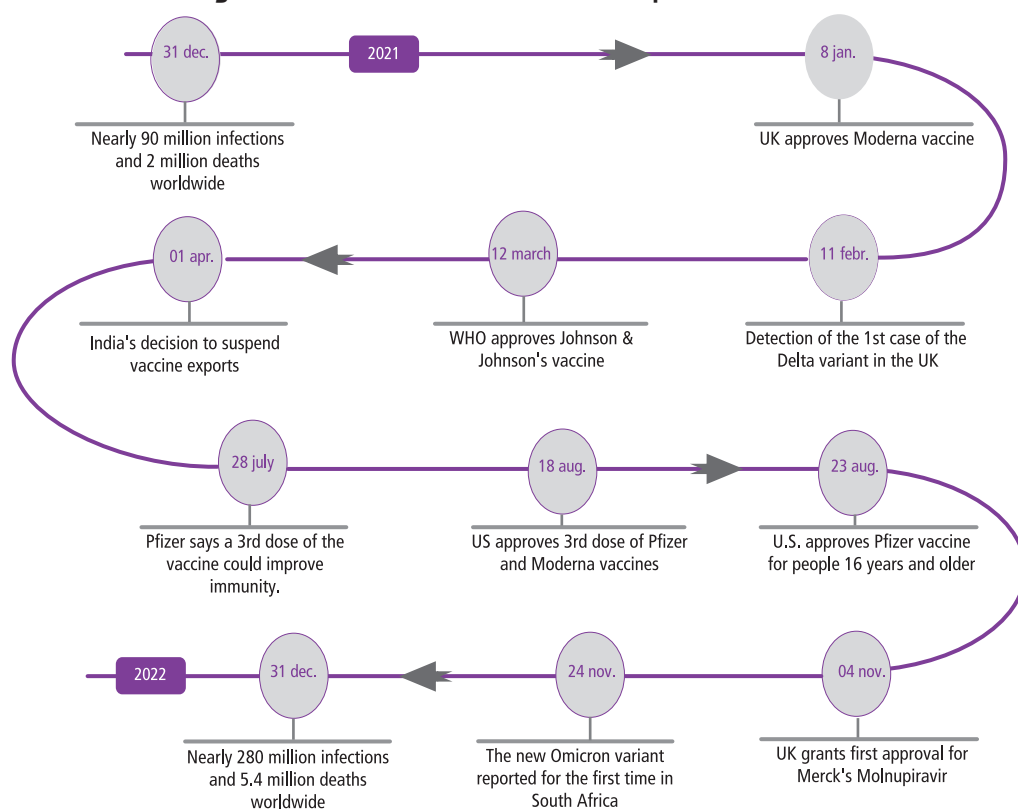 31 dec.
2021
8 jan.
Nearly 90 million infections
and 2 million deaths
worldwide
UK approves Moderna vaccine
01 apr.
12 march
11 febr.
India's decision to suspend
vaccine exports
WHO approves Johnson &
Johnson's vaccine
Detection of the 1st case of the
Delta variant in the UK
28 july
18 aug.
23 aug.
Pfizer says a 3rd dose of the
vaccine could improve
immunity.
US approves 3rd dose of Pfizer
and Moderna vaccines
U.S. approves Pfizer vaccine
for people 16 years and older
2022
31 dec.
24 nov.
04 nov.
Nearly 280 million infections
and 5.4 million deaths
worldwide
The new Omicron variant
reported for the first time in
South Africa
UK grants first approval for
Merck's Molnupiravir